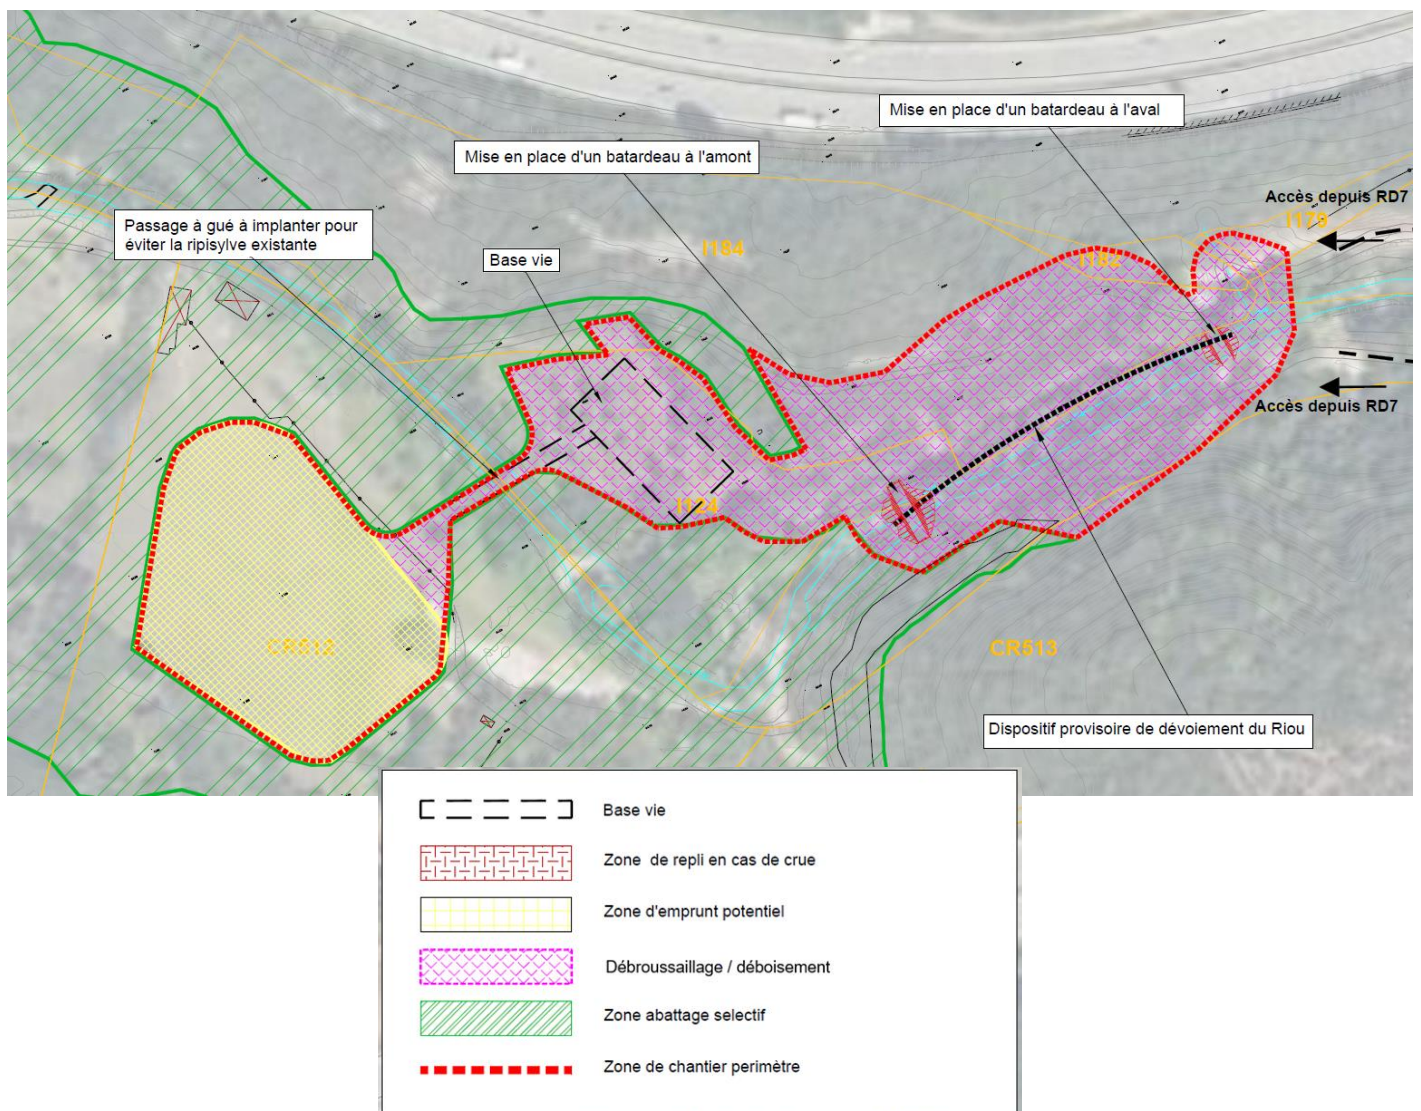 Mise en place d'un batardeau à l'aval
Mise en place d'un batardeau à l'amont
Accès depuis RD7
I179
Passage à gué à implanter pour
éviter la ripisylve existante
I184
Base vie
I182
Accès depuis RD7
I124
CR512
CR513
Dispositif provisoire de dévoiement du Riou
Base vie
Zone de repli en cas de crue
Zone d'emprunt potentiel
Débroussaillage / déboisement
Zone abattage selectif
Zone de chantier perimètre